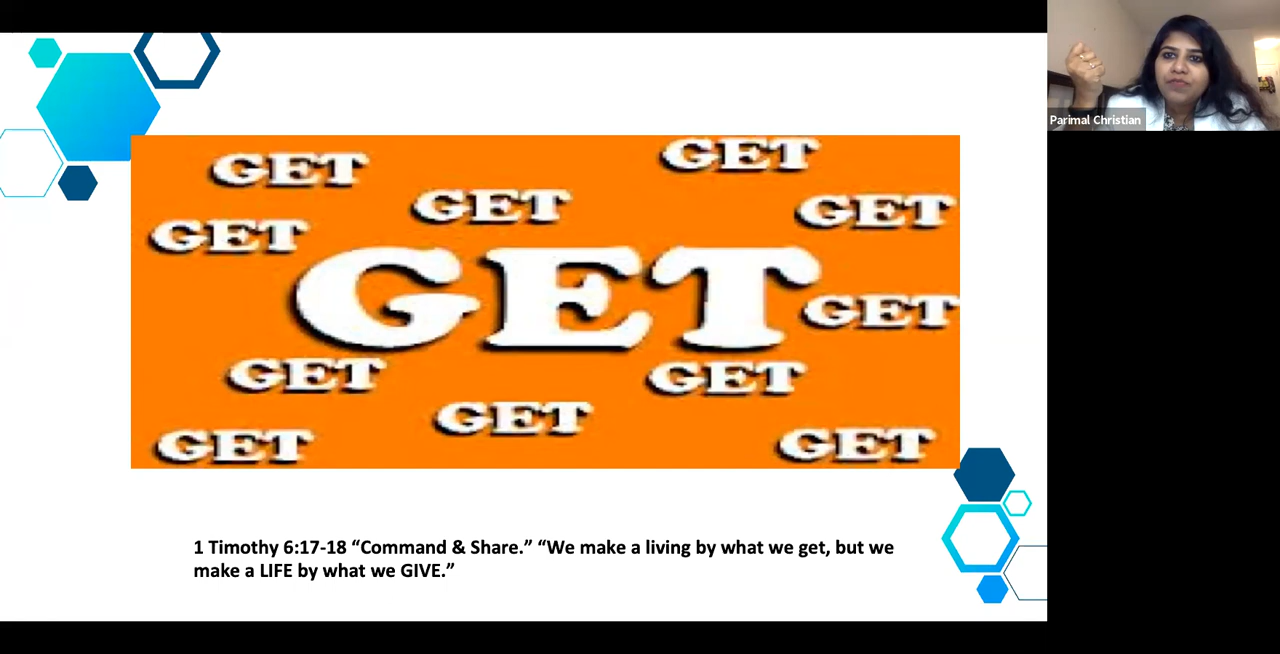 Parimal Christian
GET
GET
GET
GET
GET
GET
GET
GET
GET
GET
GET
GET
1 Timothy 6:17-18 “Command & Share.” “We make a living by what we get, but we
make a LIFE by what we GIVE.”